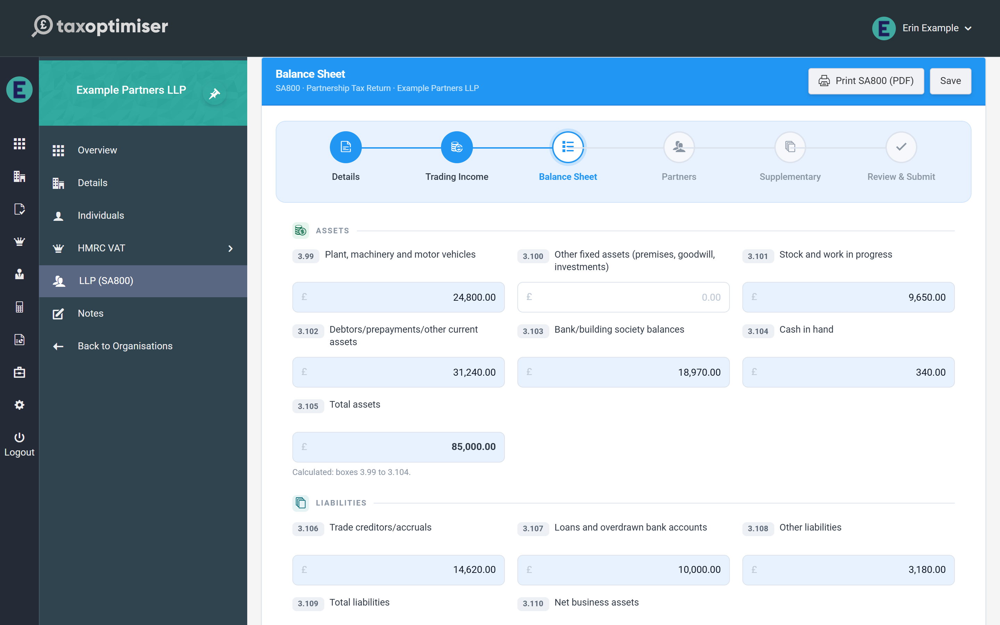 taxoptimiser
Erin Example
Example Partners LLP
Overview
Details
Individuals
HMRC VAT
LLP (SA800)
Notes
Back to Organisations
Logout
Balance Sheet
SA800 · Partnership Tax Return · Example Partners LLP
Print SA800 (PDF)
Save
Details
Trading Income
Balance Sheet
Partners
Supplementary
Review & Submit
ASSETS
3.99 Plant, machinery and motor vehicles
£ 24,800.00
3.100 Other fixed assets (premises, goodwill,
investments)
£ 0.00
3.101 Stock and work in progress
£ 9,650.00
3.102 Debtors/prepayments/other current
assets
£ 31,240.00
3.103 Bank/building society balances
£ 18,970.00
3.104 Cash in hand
£ 340.00
3.105 Total assets
£ 85,000.00
Calculated: boxes 3.99 to 3.104.
LIABILITIES
3.106 Trade creditors/accruals
£ 14,620.00
3.107 Loans and overdrawn bank accounts
£ 10,000.00
3.108 Other liabilities
£ 3,180.00
3.109 Total liabilities
3.110 Net business assets